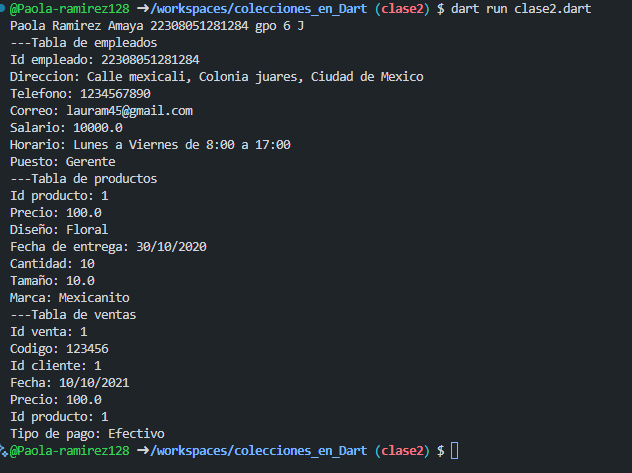 @Paola-ramirez128 ➜/workspaces/colecciones_en_Dart (clase2) $ dart run clase2.dart
Paola Ramirez Amaya 22308051281284 gpo 6 J
---Tabla de empleados
Id empleado: 22308051281284
Direccion: Calle mexicali, Colonia juares, Ciudad de Mexico
Telefono: 1234567890
Correo: lauram45@gmail.com
Salario: 10000.0
Horario: Lunes a Viernes de 8:00 a 17:00
Puesto: Gerente
---Tabla de productos
Id producto: 1
Precio: 100.0
Diseño: Floral
Fecha de entrega: 30/10/2020
Cantidad: 10
Tamaño: 10.0
Marca: Mexicanito
---Tabla de ventas
Id venta: 1
Codigo: 123456
Id cliente: 1
Fecha: 10/10/2021
Precio: 100.0
Id producto: 1
Tipo de pago: Efectivo
@Paola-ramirez128 ➜/workspaces/colecciones_en_Dart (clase2) $